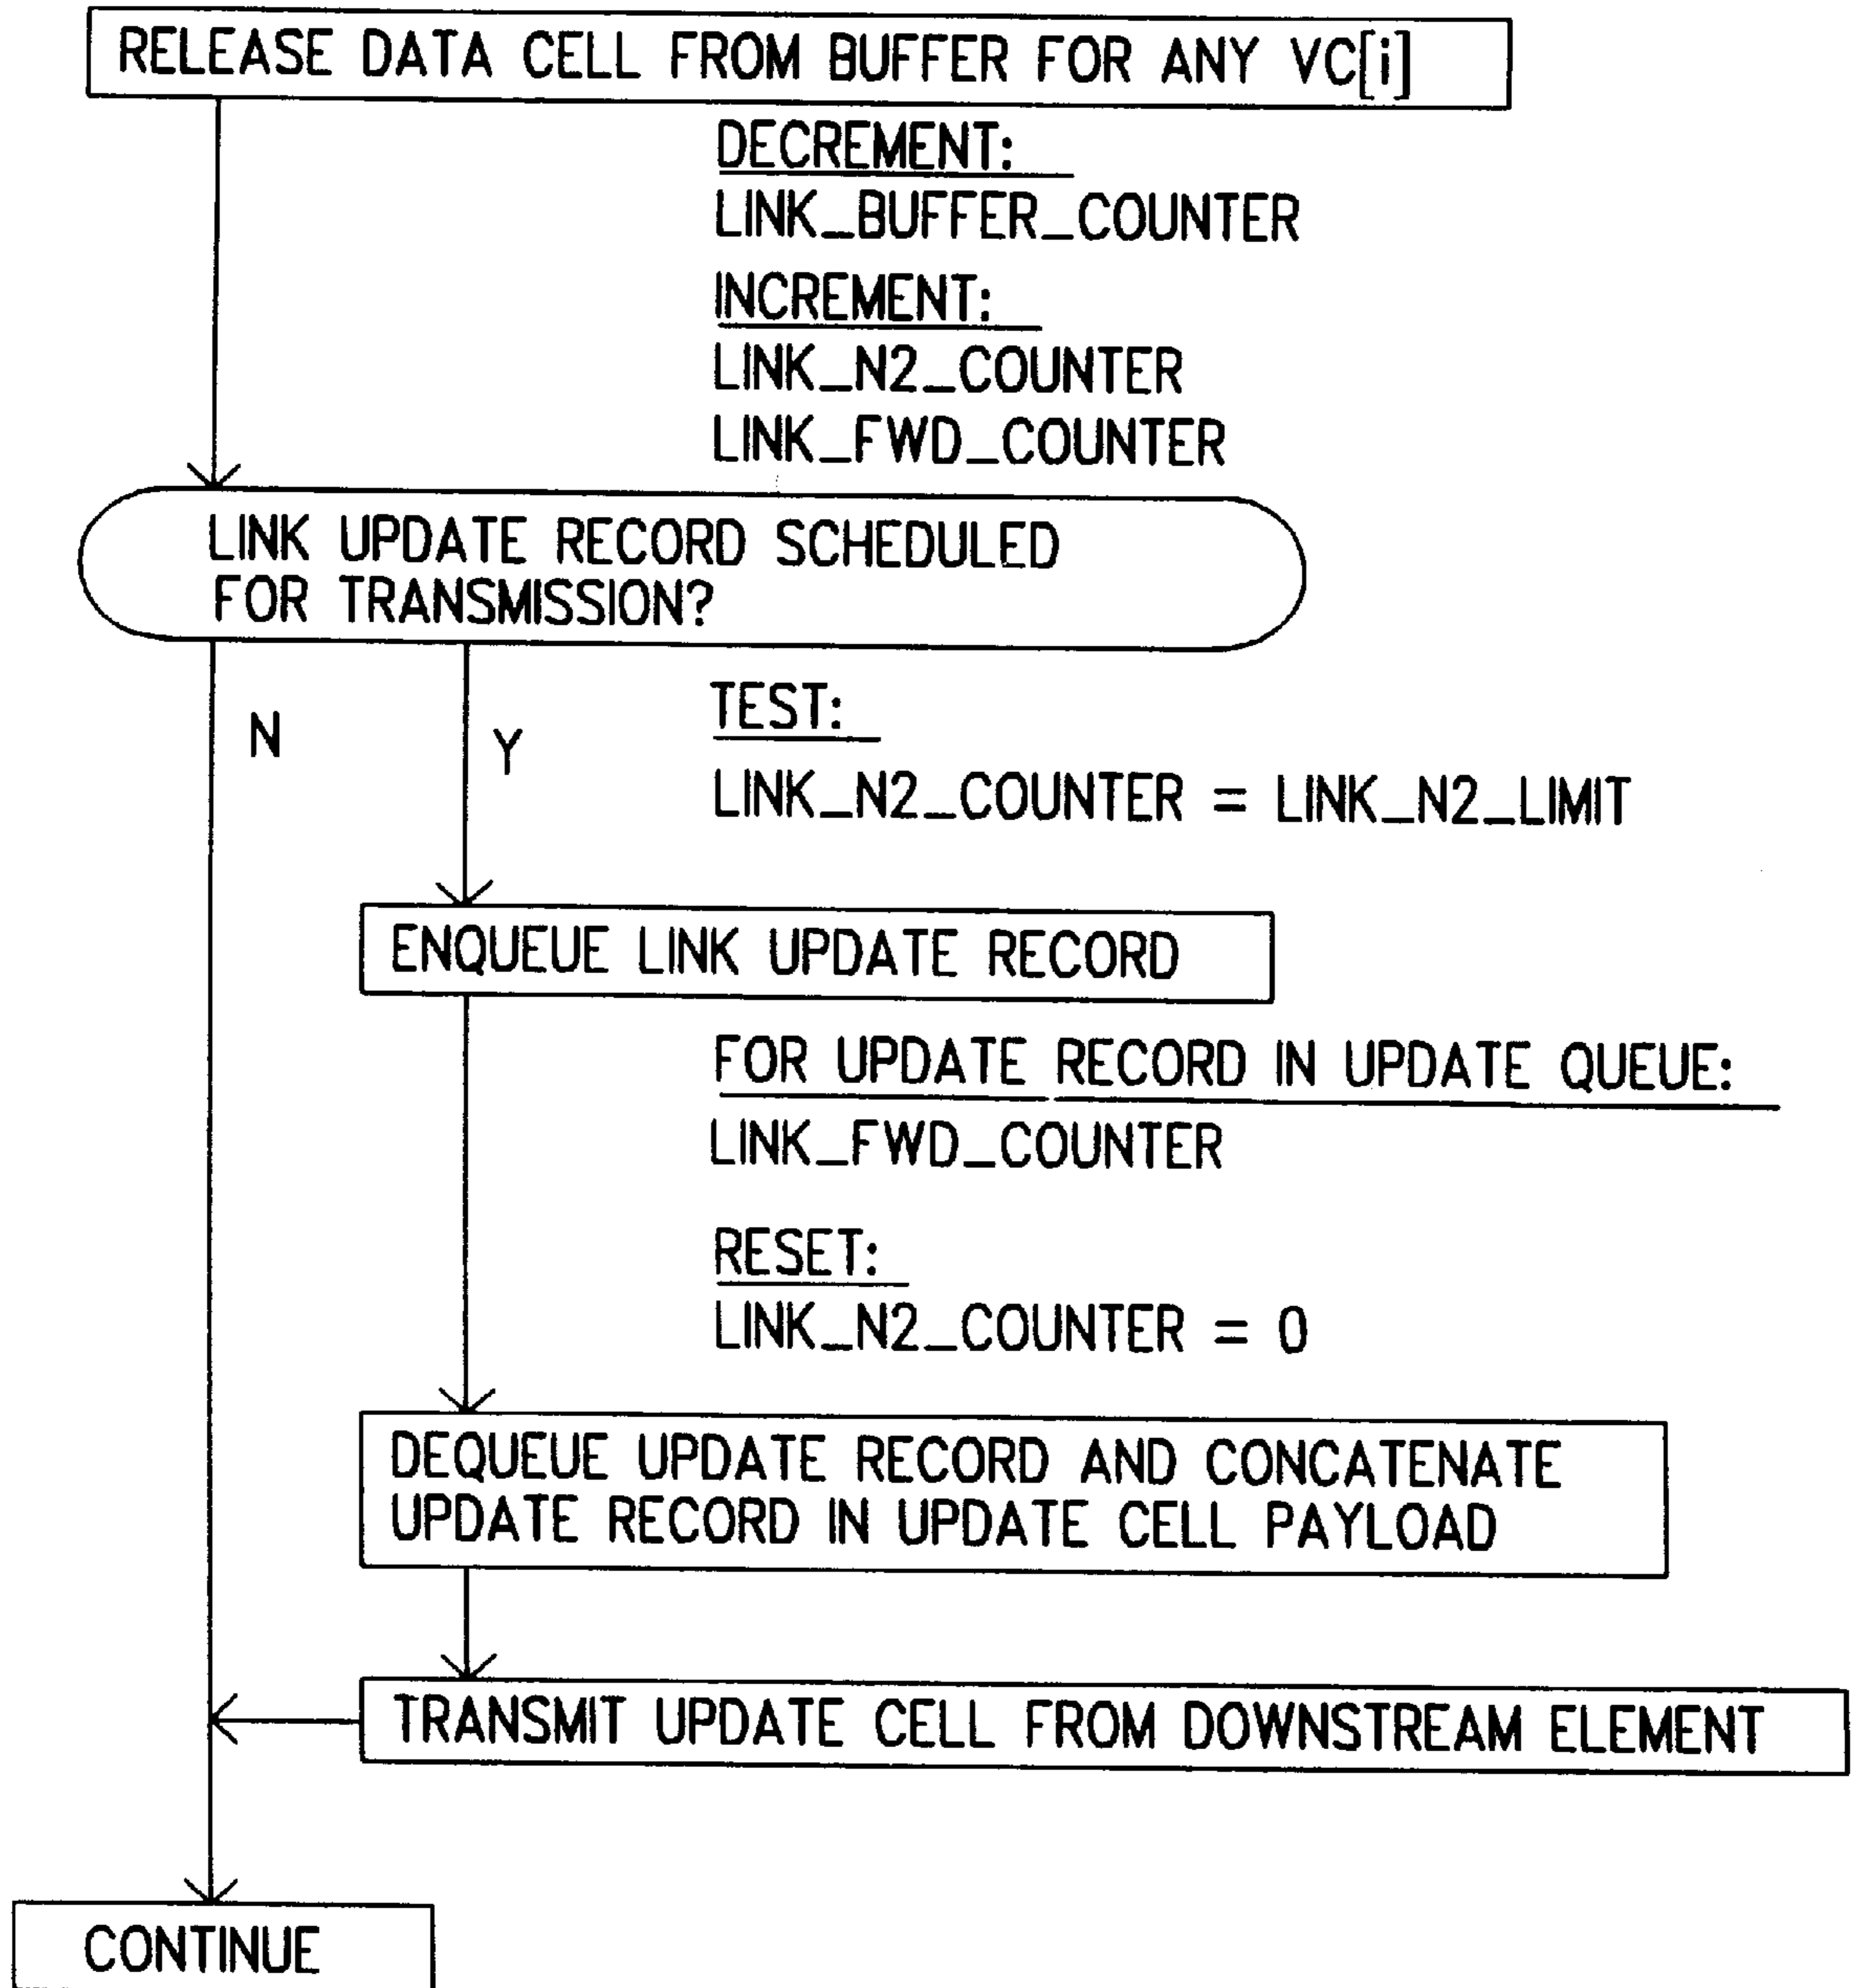 RELEASE DATA CELL FROM BUFFER FOR ANY VC[i]
DECREMENT:
LINK_BUFFER_COUNTER
INCREMENT:
LINK_N2_COUNTER
LINK_FWD_COUNTER
LINK UPDATE RECORD SCHEDULED
FOR TRANSMISSION?
N
Y
TEST:
LINK_N2_COUNTER = LINK_N2_LIMIT
ENQUEUE LINK UPDATE RECORD
FOR UPDATE RECORD IN UPDATE QUEUE:
LINK_FWD_COUNTER
RESET:
LINK_N2_COUNTER = 0
DEQUEUE UPDATE RECORD AND CONCATENATE
UPDATE RECORD IN UPDATE CELL PAYLOAD
TRANSMIT UPDATE CELL FROM DOWNSTREAM ELEMENT
CONTINUE